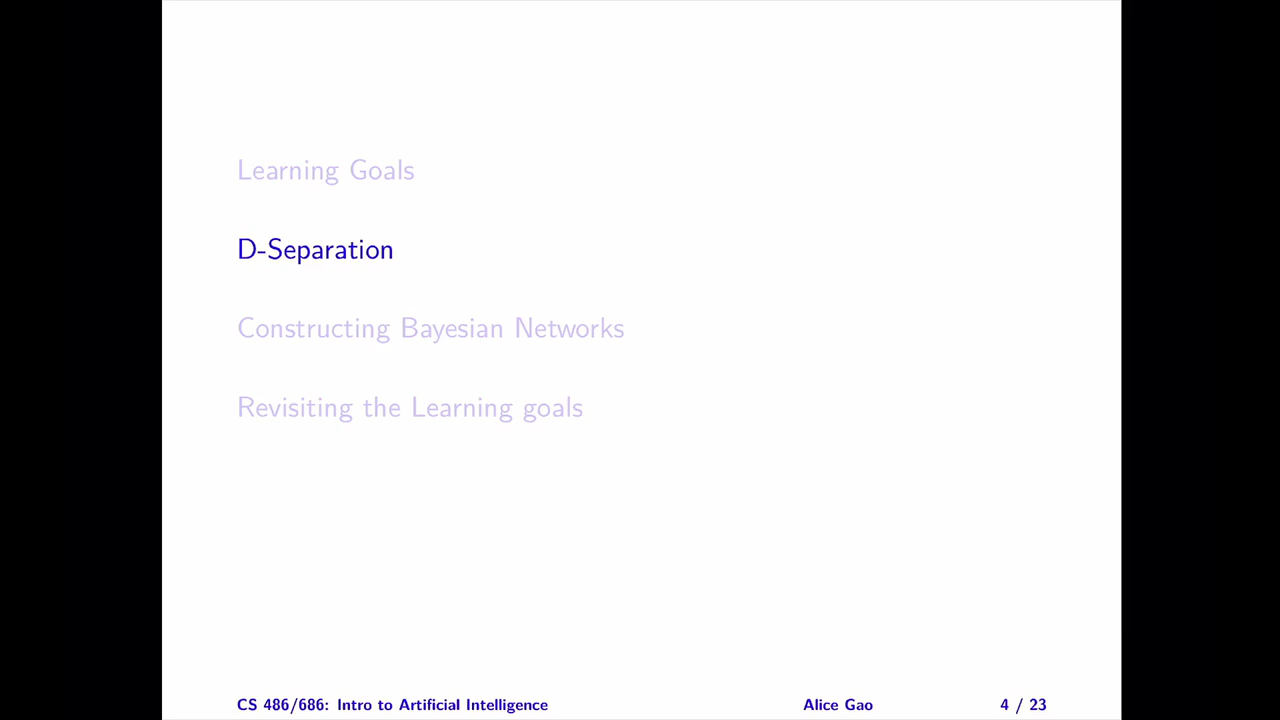 Learning Goals
D-Separation
Constructing Bayesian Networks
Revisiting the Learning goals
CS 486/686: Intro to Artificial Intelligence Alice Gao 4 / 23